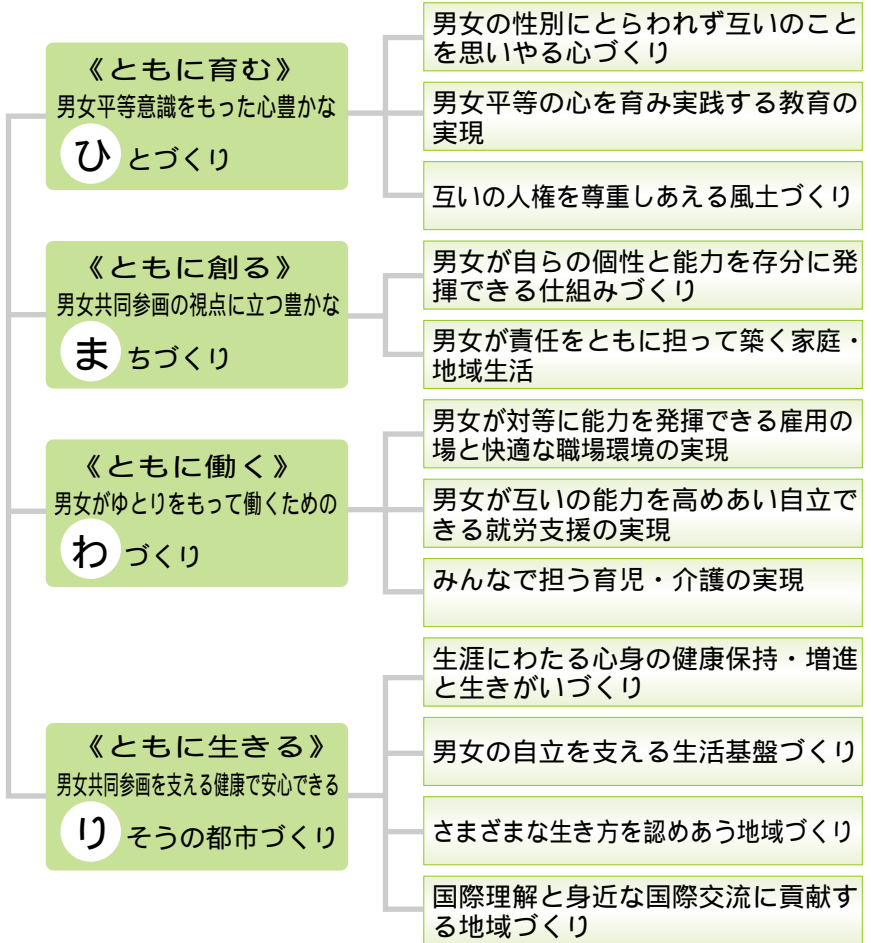 《ともに育む》
男女平等意識をもった心豊かな
ひとづくり
男女の性別にとらわれず互いのこと
を思いやる心づくり
男女平等の心を育み実践する教育の
実現
互いの人権を尊重しあえる風土づくり
《ともに創る》
男女共同参画の視点に立つ豊かな
まちづくり
男女が自らの個性と能力を存分に発
揮できる仕組みづくり
男女が責任をともに担って築く家庭・
地域生活
《ともに働く》
男女がゆとりをもって働くための
わづくり
男女が対等に能力を発揮できる雇用の
場と快適な職場環境の実現
男女が互いの能力を高めあい自立で
きる就労支援の実現
みんなで担う育児・介護の実現
《ともに生きる》
男女共同参画を支える健康で安心できる
りそうの都市づくり
生涯にわたる心身の健康保持・増進
と生きがいづくり
男女の自立を支える生活基盤づくり
さまざまな生き方を認めあう地域づくり
国際理解と身近な国際交流に貢献す
る地域づくり